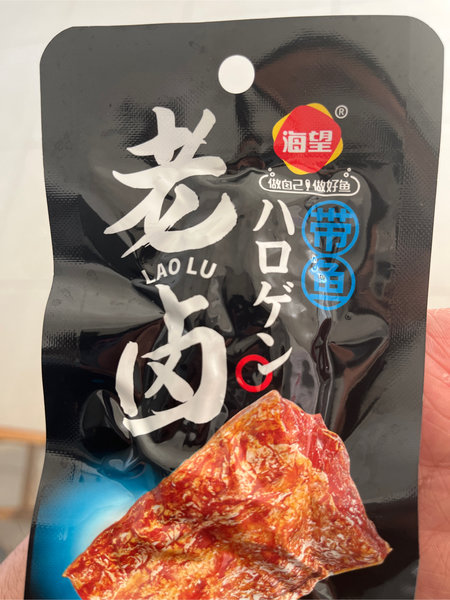 海望®
做自己 做好鱼
老卤
LAO LU
ハロゲン
带鱼